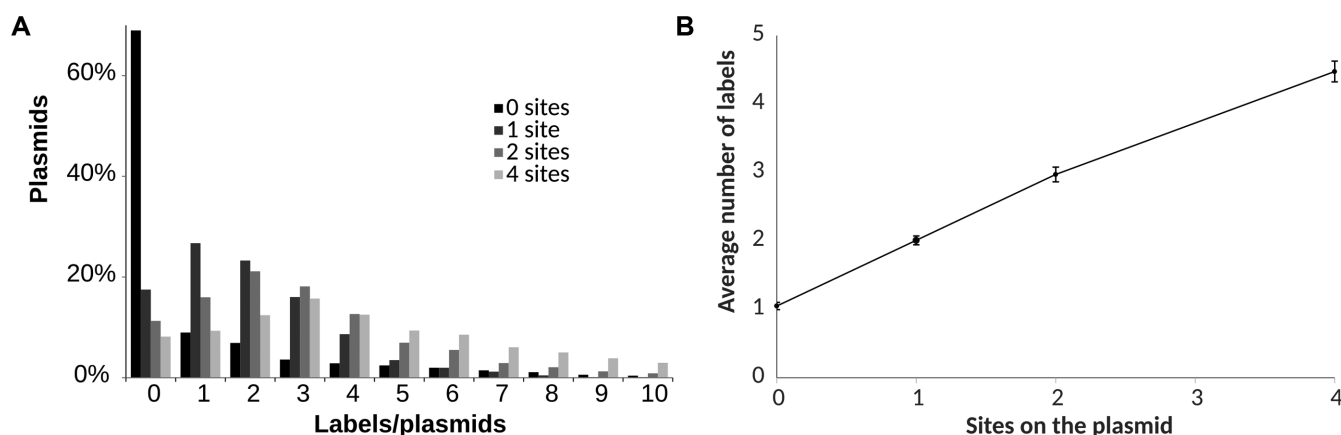 A
Plasmids
60%
40%
20%
0%
0 sites
1 site
2 sites
4 sites
0 1 2 3 4 5 6 7 8 9 10
Labels/plasmids
B
Average number of labels
5
4
3
2
1
0
0 1 2 3 4
Sites on the plasmid